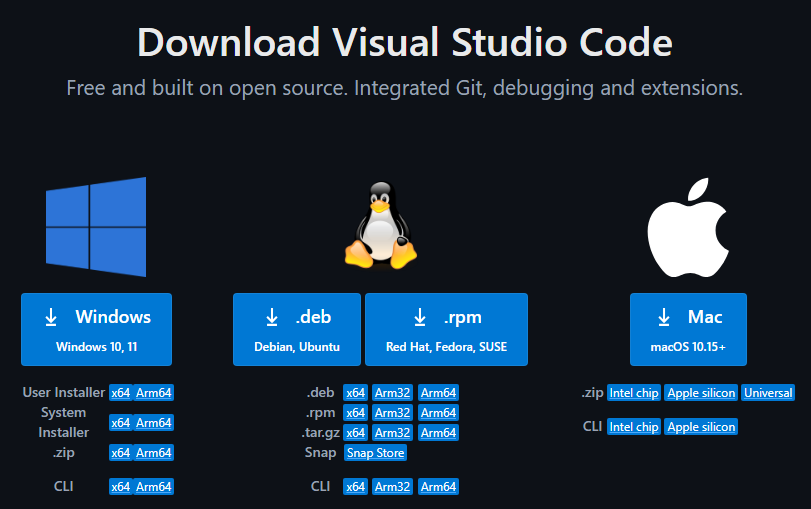 Download Visual Studio Code
Free and built on open source. Integrated Git, debugging and extensions.
Windows
Windows 10, 11
User Installer x64 Arm64
System Installer x64 Arm64
.zip x64 Arm64
CLI x64 Arm64
.deb
Debian, Ubuntu
.rpm
Red Hat, Fedora, SUSE
.deb x64 Arm32 Arm64
.rpm x64 Arm32 Arm64
.tar.gz x64 Arm32 Arm64
Snap Snap Store
CLI x64 Arm32 Arm64
Mac
macOS 10.15+
.zip Intel chip Apple silicon Universal
CLI Intel chip Apple silicon